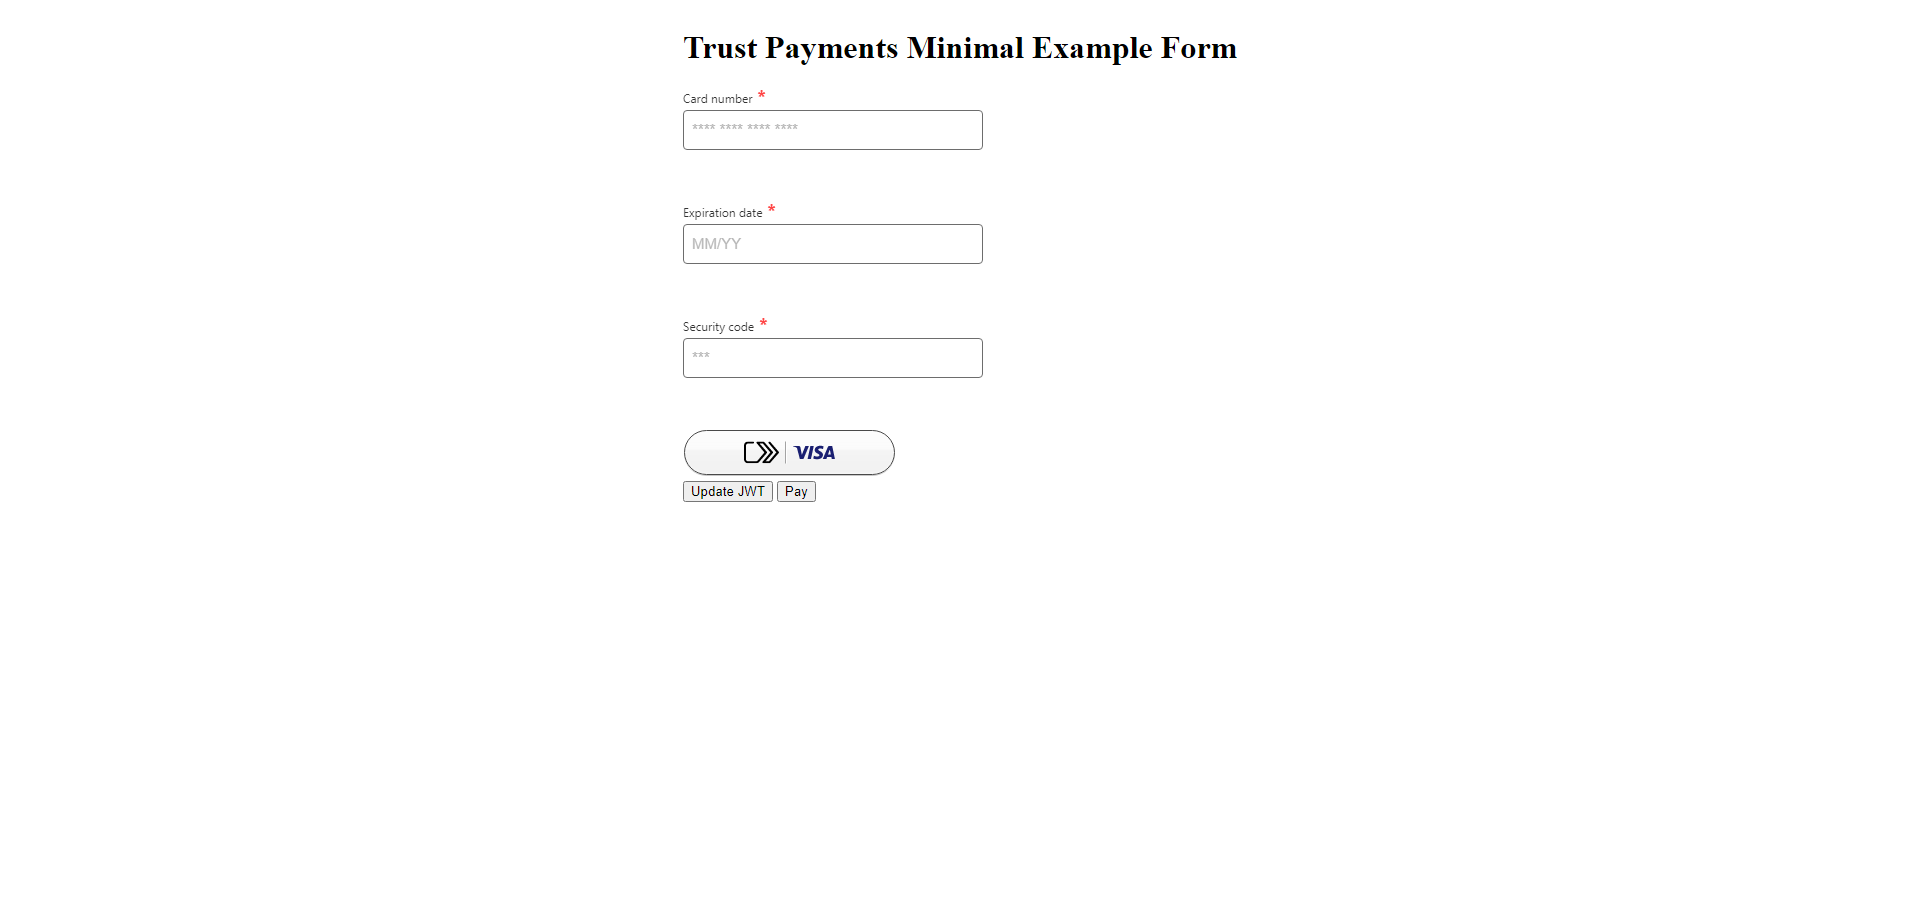 Trust Payments Minimal Example Form
Card number *
**** **** **** ****
Expiration date *
MM/YY
Security code *
***
VISA
Update JWT Pay